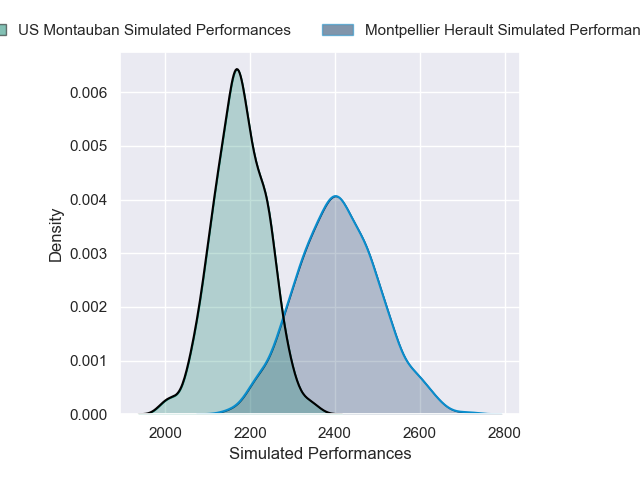 US Montauban Simulated Performances Montpellier Herault Simulated Performan
0.006
0.005
0.004
0.003
0.002
0.001
0.000
Density
2000 2200 2400 2600 2800
Simulated Performances